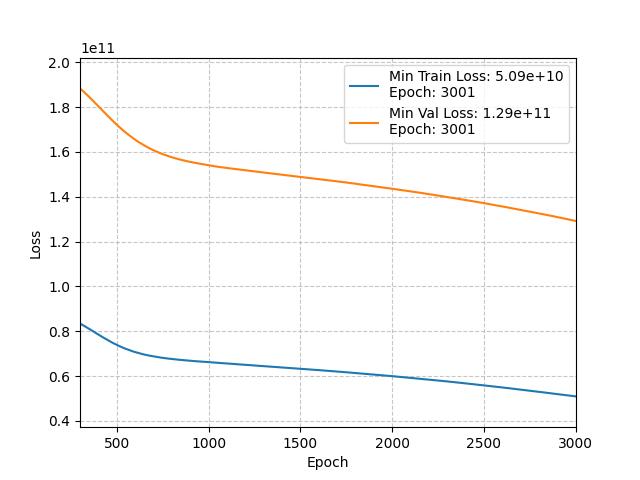 1e11
2.0
1.8
1.6
1.4
1.2
1.0
0.8
0.6
0.4
Loss
Min Train Loss: 5.09e+10
Epoch: 3001
Min Val Loss: 1.29e+11
Epoch: 3001
500
1000
1500
2000
2500
3000
Epoch